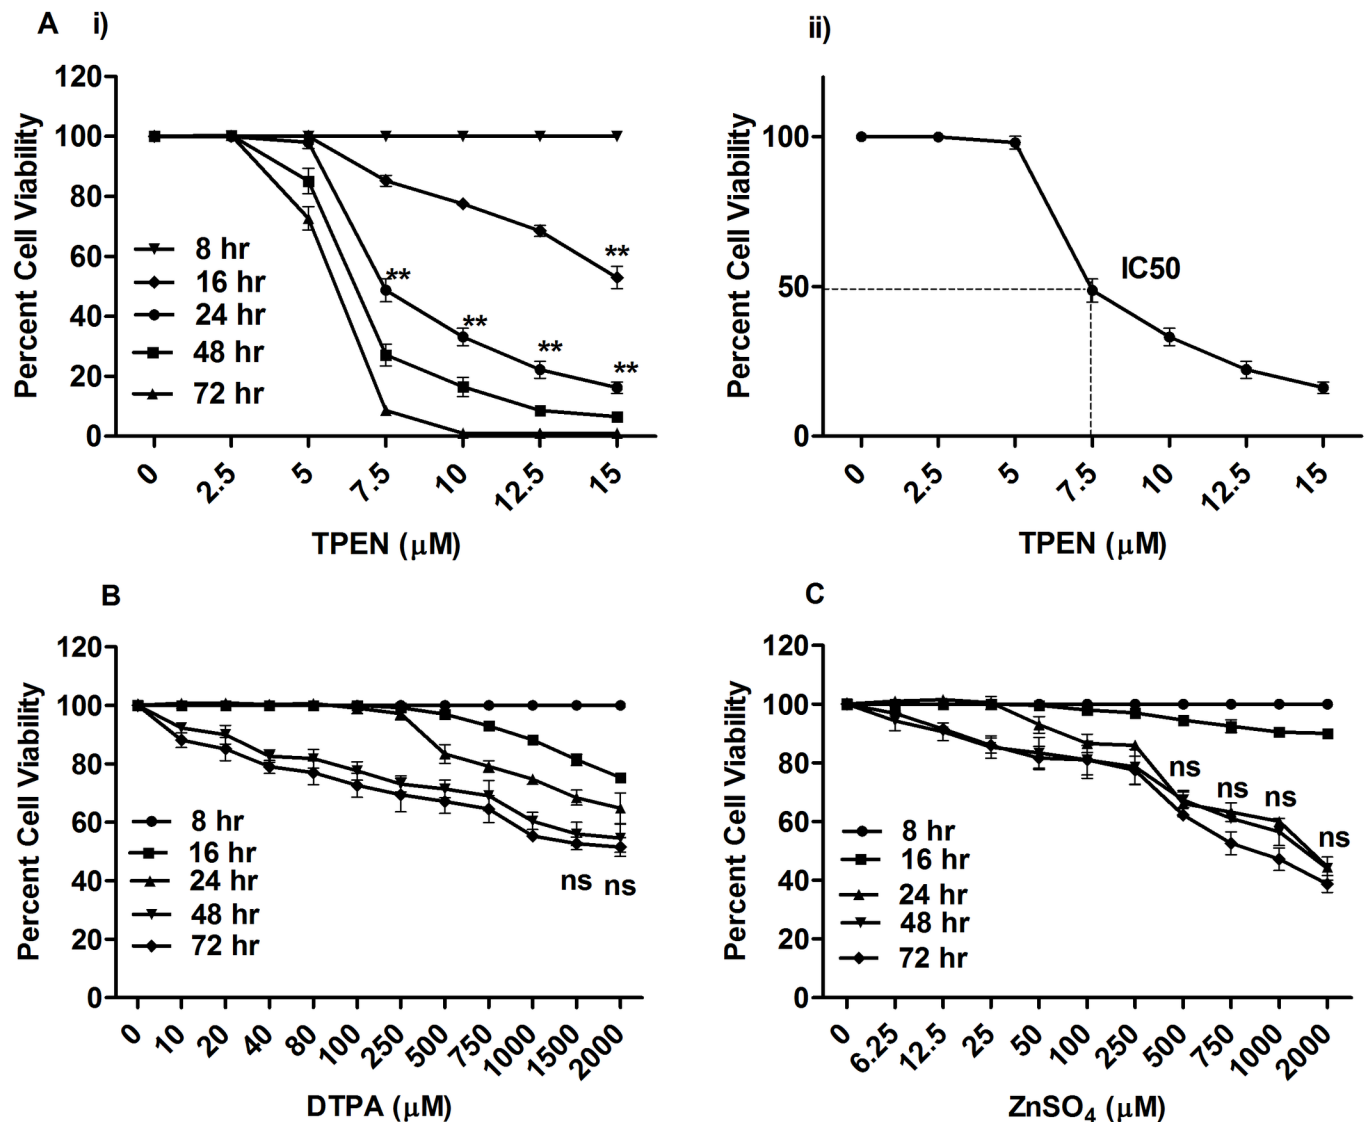 A i)
120
100
80
60
40
20
0
Percent Cell Viability
8 hr
16 hr
24 hr
48 hr
72 hr
**
**
**
**
**
0 2.5 5 7.5 10 12.5 15
TPEN (μM)
ii)
100
50
0
Percent Cell Viability
IC50
0 2.5 5 7.5 10 12.5 15
TPEN (μM)
B
120
100
80
60
40
20
0
Percent Cell Viability
8 hr
16 hr
24 hr
48 hr
72 hr
ns ns
0 10 20 40 80 100 250 500 750 1000 1500 2000
DTPA (μM)
C
120
100
80
60
40
20
0
Percent Cell Viability
8 hr
16 hr
24 hr
48 hr
72 hr
ns
ns
ns
ns
0 6.25 12.5 25 50 100 250 500 750 1000 2000
ZnSO₄ (μM)